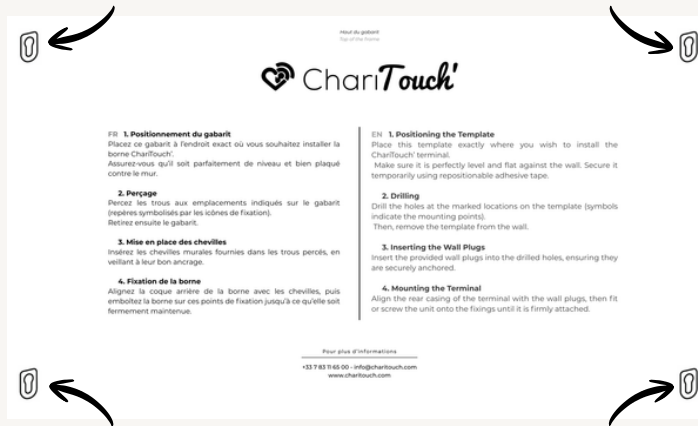 Haut du gabarit
Top of the frame
ChariTouch'
FR 1. Positionnement du gabarit
Placez ce gabarit à l'endroit exact où vous souhaitez installer la
borne ChariTouch'.
Assurez-vous qu'il soit parfaitement de niveau et bien plaqué
contre le mur.
2. Perçage
Percez les trous aux emplacements indiqués sur le gabarit
(repères symbolisés par les icônes de fixation).
Retirez ensuite le gabarit.
3. Mise en place des chevilles
Insérez les chevilles murales fournies dans les trous percés, en
veillant à leur bon ancrage.
4. Fixation de la borne
Alignez la coque arrière de la borne avec les chevilles, puis
emboîtez la borne sur ces points de fixation jusqu'à ce qu'elle soit
fermement maintenue.
EN 1. Positioning the Template
Place this template exactly where you wish to install the
ChariTouch' terminal.
Make sure it is perfectly level and flat against the wall. Secure it
temporarily using repositionable adhesive tape.
2. Drilling
Drill the holes at the marked locations on the template (symbols
indicate the mounting points).
Then, remove the template from the wall.
3. Inserting the Wall Plugs
Insert the provided wall plugs into the drilled holes, ensuring they
are securely anchored.
4. Mounting the Terminal
Align the rear casing of the terminal with the wall plugs, then fit
or screw the unit onto the fixings until it is firmly attached.
Pour plus d'informations
+33 7 83 11 65 00 - info@charitouch.com
www.charitouch.com